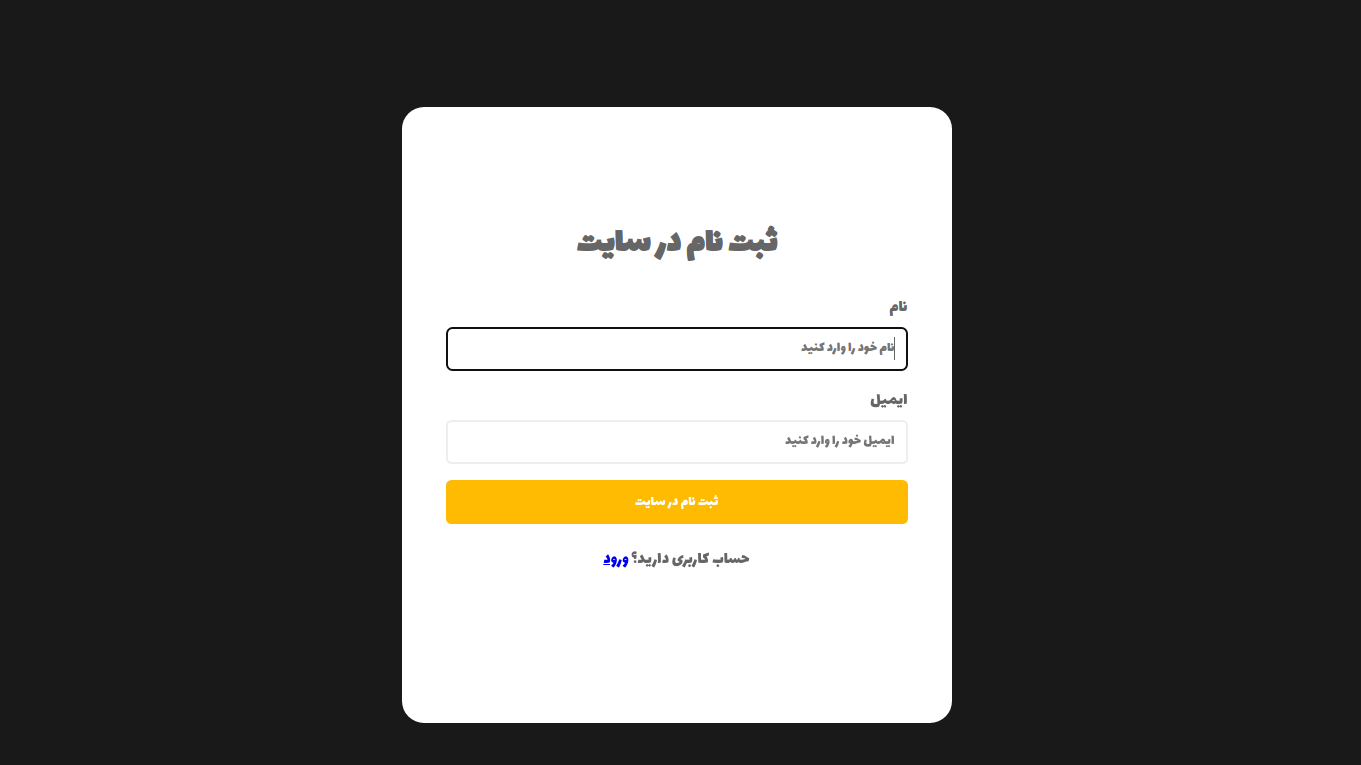 ثبت نام در سایت
نام
نام خود را وارد کنید
ایمیل
ایمیل خود را وارد کنید
ثبت نام در سایت
حساب کاربری دارید؟ ورود